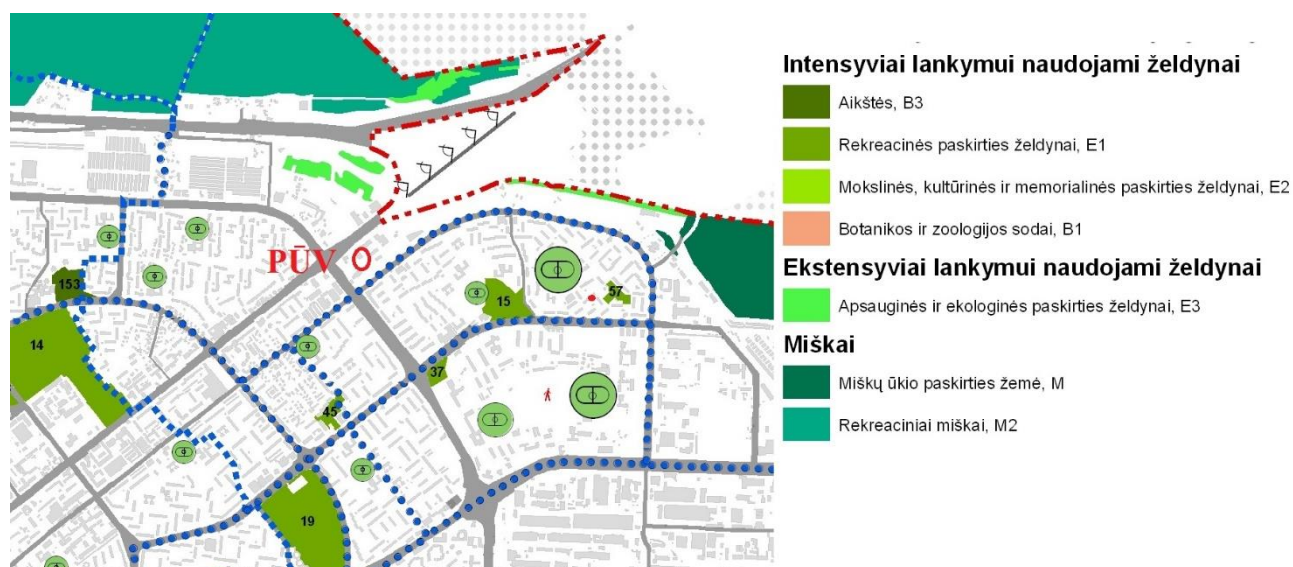 PŪV
153
14
15
57
37
45
19
Intensyviai lankymui naudojami želdynai
Aikštės, B3
Rekreacinės paskirties želdynai, E1
Mokslinės, kultūrinės ir memorialinės paskirties želdynai, E2
Botanikos ir zoologijos sodai, B1
Ekstensyviai lankymui naudojami želdynai
Apsauginės ir ekologinės paskirties želdynai, E3
Miškai
Miškų ūkio paskirties žemė, M
Rekreaciniai miškai, M2